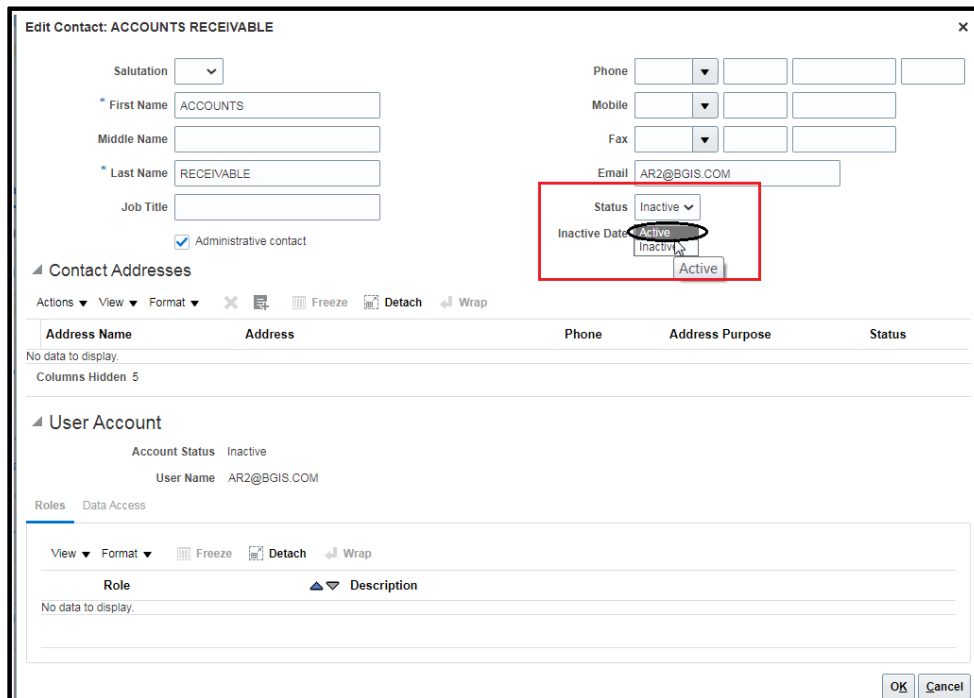 Edit Contact: ACCOUNTS RECEIVABLE
Salutation
Phone
* First Name ACCOUNTS
Mobile
Middle Name
Fax
* Last Name RECEIVABLE
Email AR2@BGIS.COM
Job Title
Status Inactive
Administrative contact
Inactive Date Active
Inactive
Active
Contact Addresses
Actions View Format Freeze Detach Wrap
Address Name Address Phone Address Purpose Status
No data to display.
Columns Hidden 5
User Account
Account Status Inactive
User Name AR2@BGIS.COM
Roles Data Access
View Format Freeze Detach Wrap
Role Description
No data to display.
OK Cancel